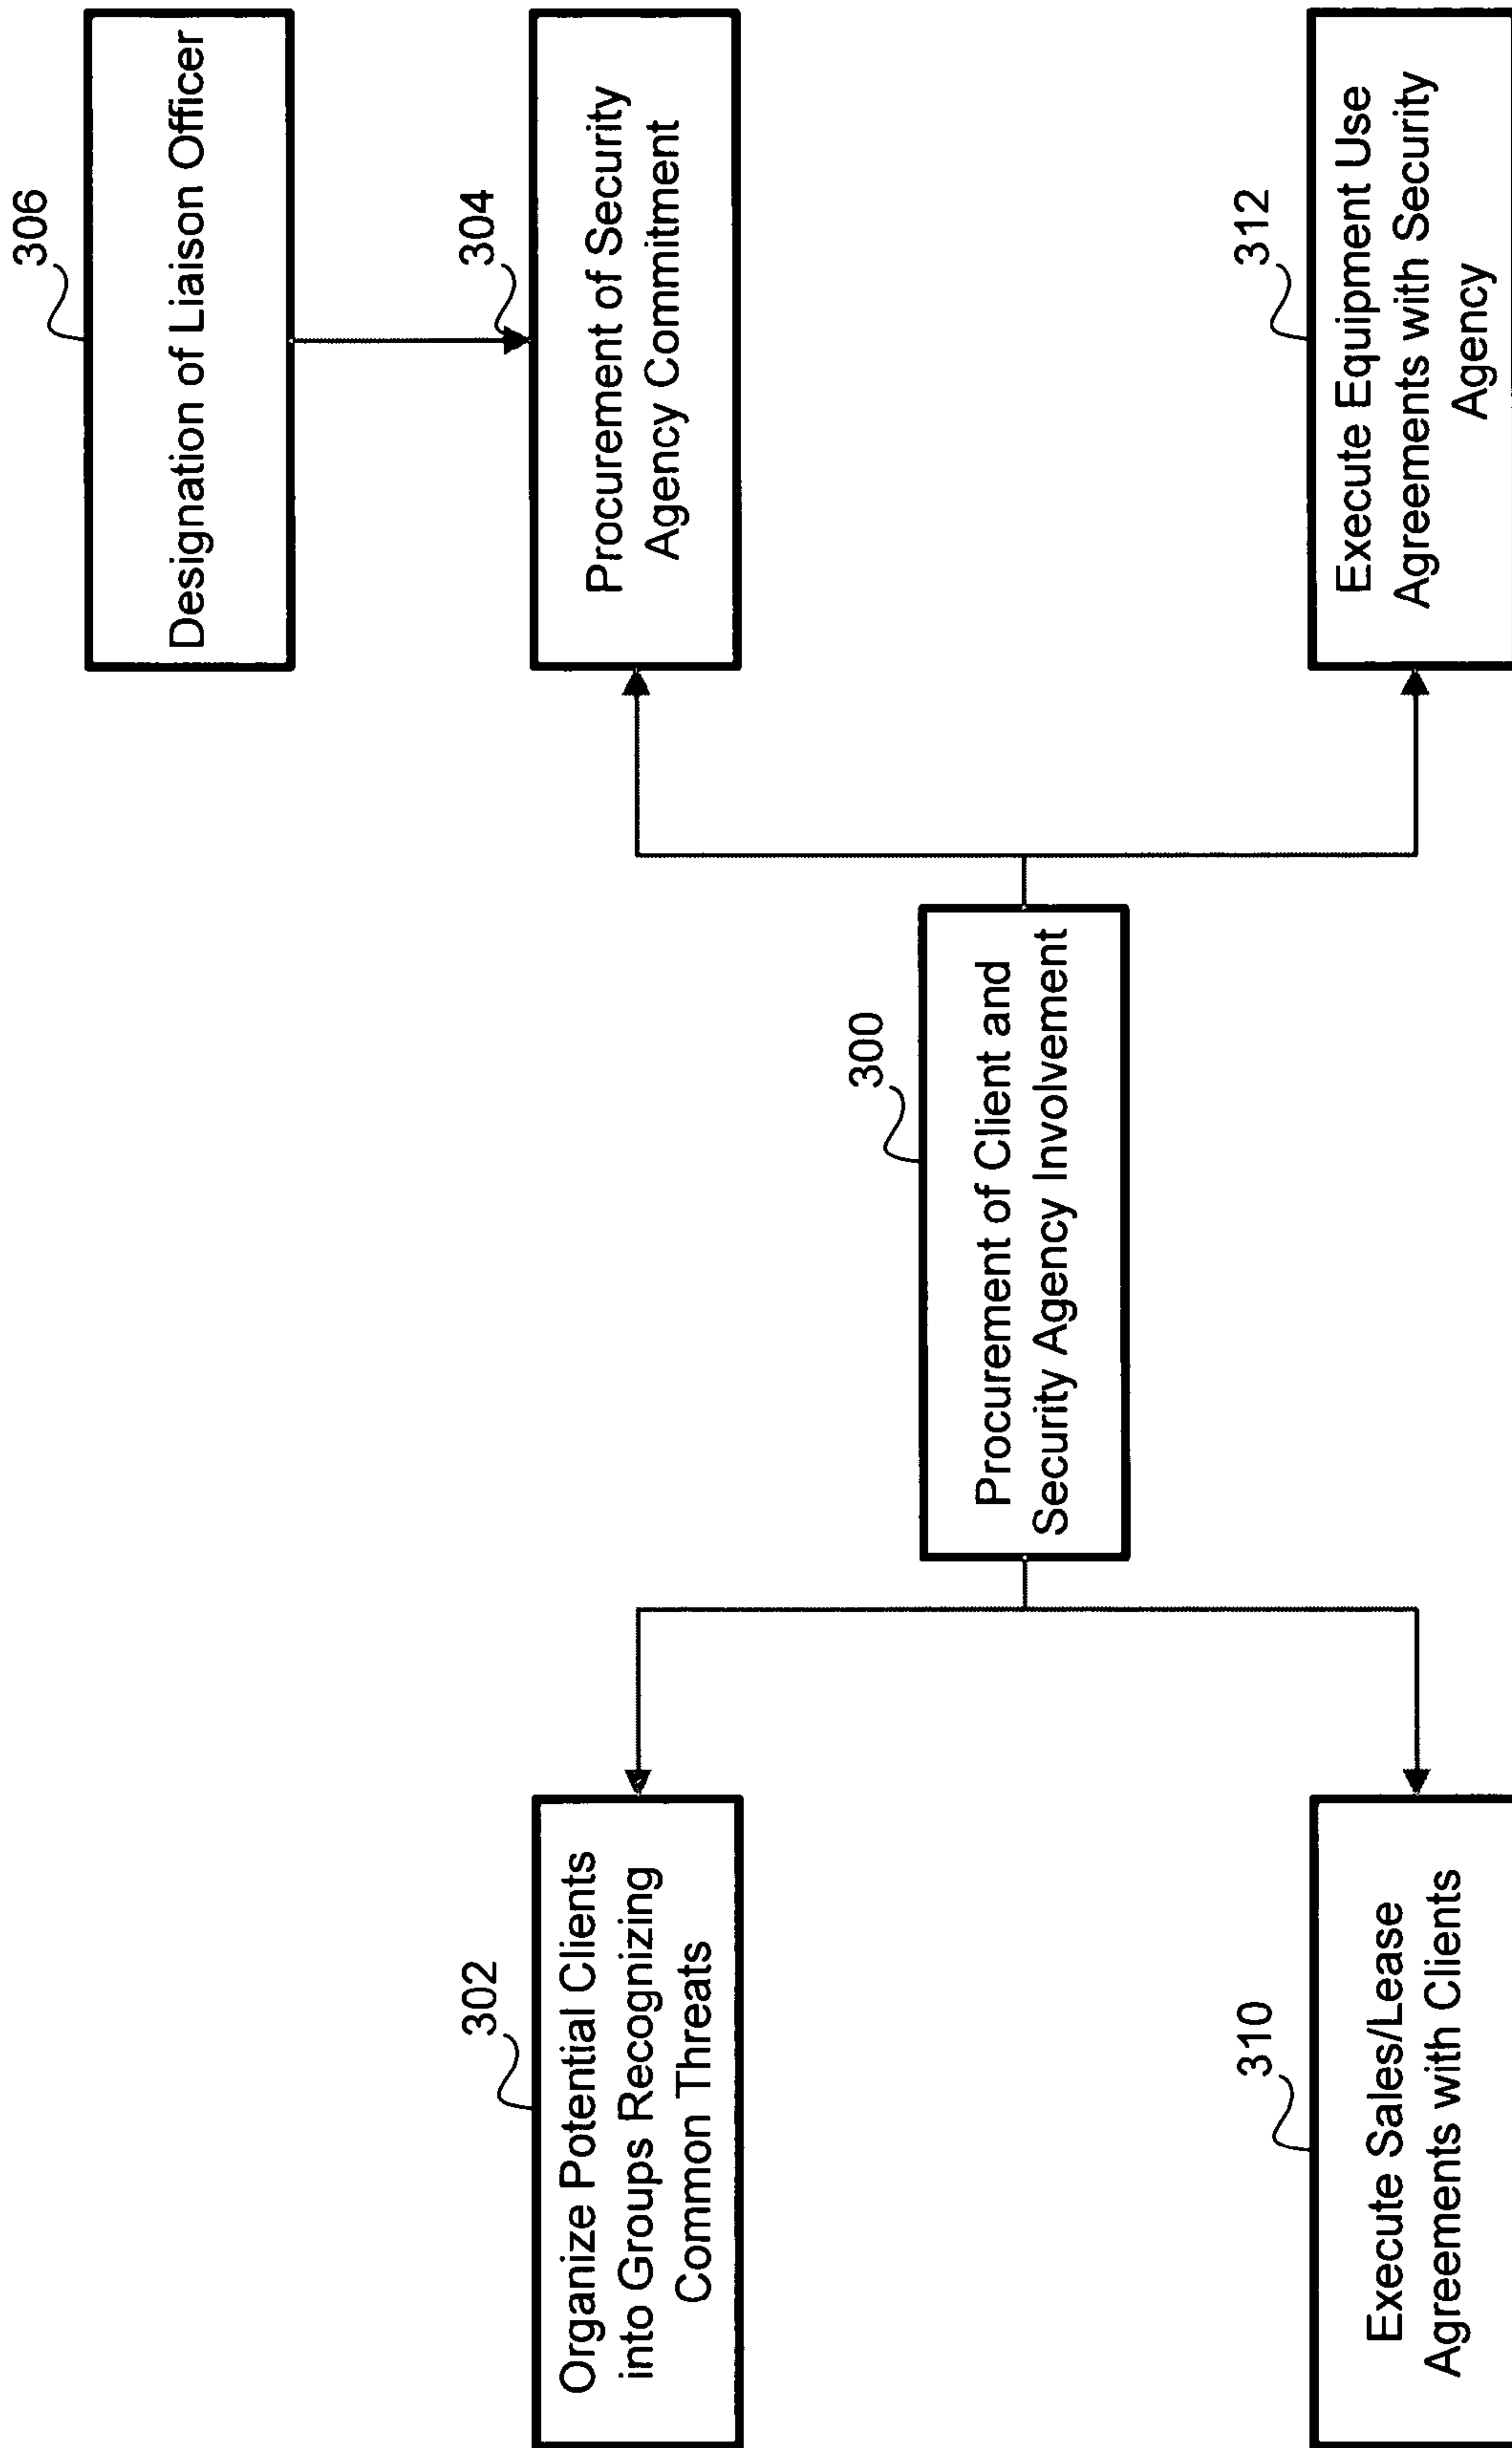 306
Designation of Liaison Officer
302
Organize Potential Clients
into Groups Recognizing
Common Threats
304
Procurement of Security
Agency Commitment
300
Procurement of Client and
Security Agency Involvement
310
Execute Sales/Lease
Agreements with Clients
312
Execute Equipment Use
Agreements with Security
Agency